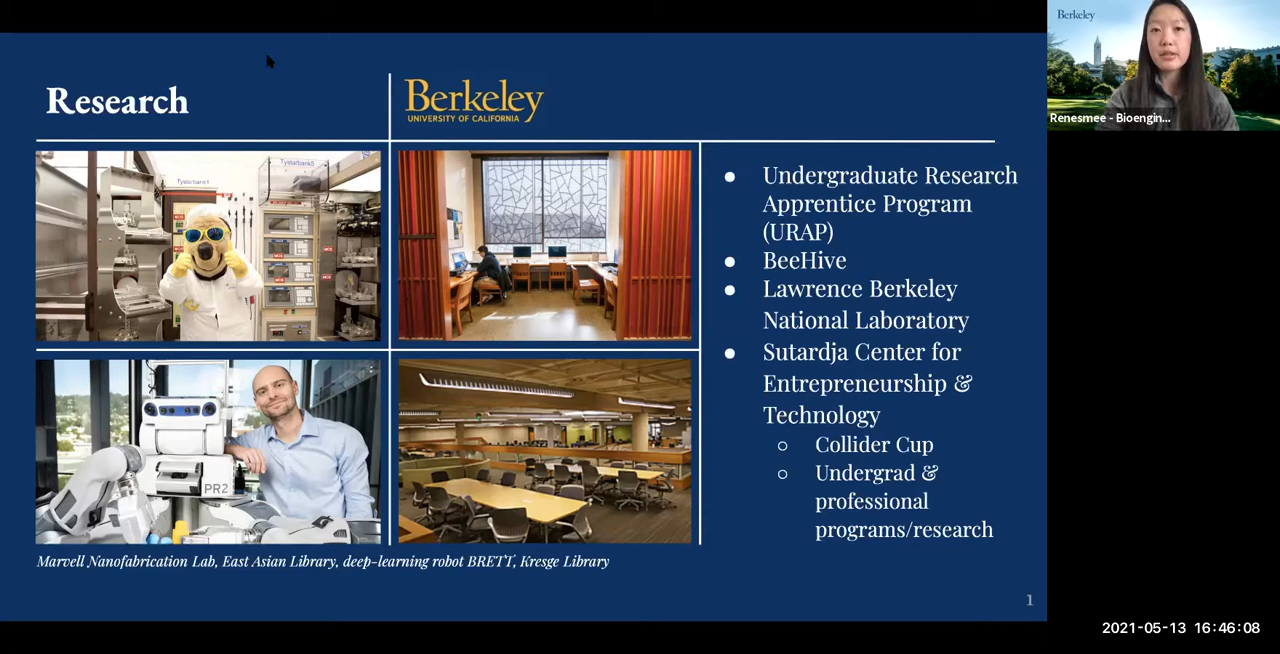 Research
Berkeley
UNIVERSITY OF CALIFORNIA
Tystarbank1
Tystarbank5
PR2
Undergraduate Research
Apprentice Program
(URAP)
BeeHive
Lawrence Berkeley
National Laboratory
Sutardja Center for
Entrepreneurship &
Technology
Collider Cup
Undergrad &
professional
programs/research
Marvell Nanofabrication Lab, East Asian Library, deep-learning robot BRETT, Kresge Library
1
Berkeley
Renesmee - Bioengin...
2021-05-13 16:46:08